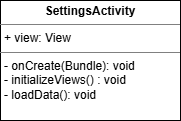 SettingsActivity
+ view: View
- onCreate(Bundle): void
- initializeViews() : void
- loadData(): void